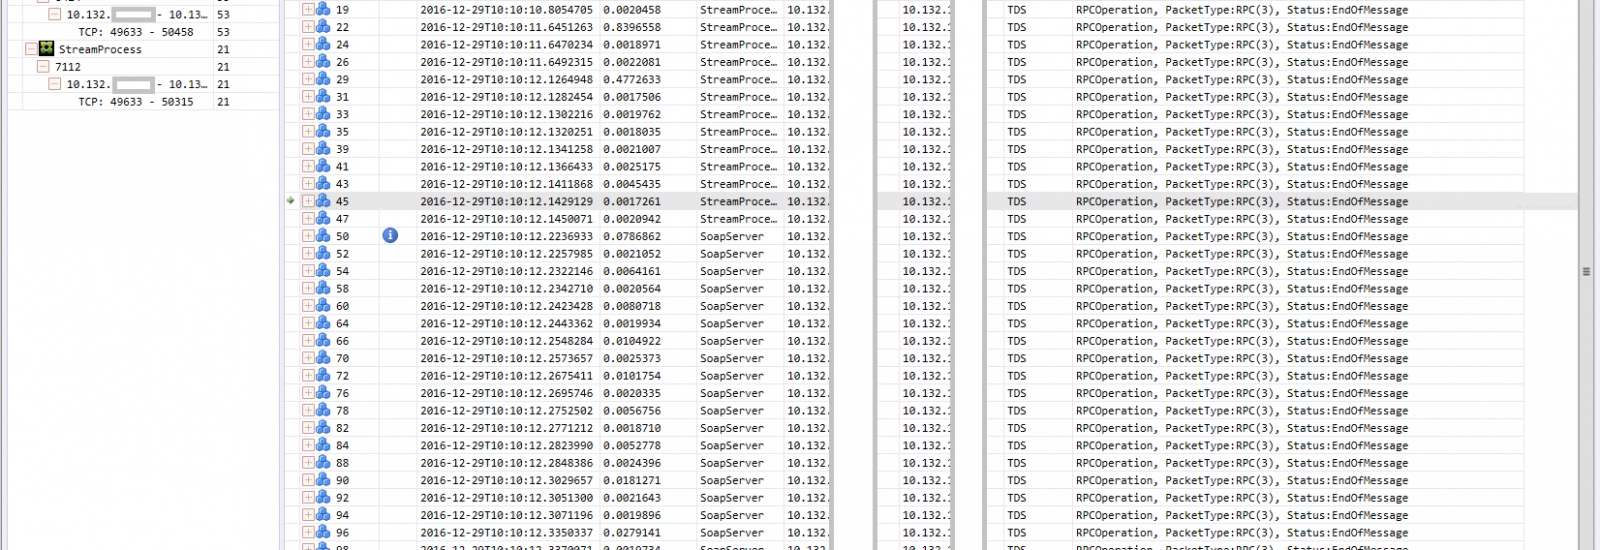 10.132. - 10.13… 53
TCP: 49633 - 50458 53
StreamProcess 21
7112 21
10.132. - 10.13… 21
TCP: 49633 - 50315 21
19 2016-12-29T10:10:10.8054705 0.0020458 StreamProce… 10.132. 10.132.1 TDS RPCOperation, PacketType:RPC(3), Status:EndOfMessage
22 2016-12-29T10:10:11.6451263 0.8396558 StreamProce… 10.132. 10.132.1 TDS RPCOperation, PacketType:RPC(3), Status:EndOfMessage
24 2016-12-29T10:10:11.6470234 0.0018971 StreamProce… 10.132. 10.132.1 TDS RPCOperation, PacketType:RPC(3), Status:EndOfMessage
26 2016-12-29T10:10:11.6492315 0.0022081 StreamProce… 10.132. 10.132.1 TDS RPCOperation, PacketType:RPC(3), Status:EndOfMessage
29 2016-12-29T10:10:12.1264948 0.4772633 StreamProce… 10.132. 10.132.1 TDS RPCOperation, PacketType:RPC(3), Status:EndOfMessage
31 2016-12-29T10:10:12.1282454 0.0017506 StreamProce… 10.132. 10.132.1 TDS RPCOperation, PacketType:RPC(3), Status:EndOfMessage
33 2016-12-29T10:10:12.1302216 0.0019762 StreamProce… 10.132. 10.132.1 TDS RPCOperation, PacketType:RPC(3), Status:EndOfMessage
35 2016-12-29T10:10:12.1320251 0.0018035 StreamProce… 10.132. 10.132.1 TDS RPCOperation, PacketType:RPC(3), Status:EndOfMessage
39 2016-12-29T10:10:12.1341258 0.0021007 StreamProce… 10.132. 10.132.1 TDS RPCOperation, PacketType:RPC(3), Status:EndOfMessage
41 2016-12-29T10:10:12.1366433 0.0025175 StreamProce… 10.132. 10.132.1 TDS RPCOperation, PacketType:RPC(3), Status:EndOfMessage
43 2016-12-29T10:10:12.1411868 0.0045435 StreamProce… 10.132. 10.132.1 TDS RPCOperation, PacketType:RPC(3), Status:EndOfMessage
45 2016-12-29T10:10:12.1429129 0.0017261 StreamProce… 10.132. 10.132.1 TDS RPCOperation, PacketType:RPC(3), Status:EndOfMessage
47 2016-12-29T10:10:12.1450071 0.0020942 StreamProce… 10.132. 10.132.1 TDS RPCOperation, PacketType:RPC(3), Status:EndOfMessage
50 2016-12-29T10:10:12.2236933 0.0786862 SoapServer 10.132. 10.132.1 TDS RPCOperation, PacketType:RPC(3), Status:EndOfMessage
52 2016-12-29T10:10:12.2257985 0.0021052 SoapServer 10.132. 10.132.1 TDS RPCOperation, PacketType:RPC(3), Status:EndOfMessage
54 2016-12-29T10:10:12.2322146 0.0064161 SoapServer 10.132. 10.132.1 TDS RPCOperation, PacketType:RPC(3), Status:EndOfMessage
58 2016-12-29T10:10:12.2342710 0.0020564 SoapServer 10.132. 10.132.1 TDS RPCOperation, PacketType:RPC(3), Status:EndOfMessage
60 2016-12-29T10:10:12.2423428 0.0080718 SoapServer 10.132. 10.132.1 TDS RPCOperation, PacketType:RPC(3), Status:EndOfMessage
64 2016-12-29T10:10:12.2443362 0.0019934 SoapServer 10.132. 10.132.1 TDS RPCOperation, PacketType:RPC(3), Status:EndOfMessage
66 2016-12-29T10:10:12.2548284 0.0104922 SoapServer 10.132. 10.132.1 TDS RPCOperation, PacketType:RPC(3), Status:EndOfMessage
70 2016-12-29T10:10:12.2573657 0.0025373 SoapServer 10.132. 10.132.1 TDS RPCOperation, PacketType:RPC(3), Status:EndOfMessage
72 2016-12-29T10:10:12.2675411 0.0101754 SoapServer 10.132. 10.132.1 TDS RPCOperation, PacketType:RPC(3), Status:EndOfMessage
76 2016-12-29T10:10:12.2695746 0.0020335 SoapServer 10.132. 10.132.1 TDS RPCOperation, PacketType:RPC(3), Status:EndOfMessage
78 2016-12-29T10:10:12.2752502 0.0056756 SoapServer 10.132. 10.132.1 TDS RPCOperation, PacketType:RPC(3), Status:EndOfMessage
82 2016-12-29T10:10:12.2771212 0.0018710 SoapServer 10.132. 10.132.1 TDS RPCOperation, PacketType:RPC(3), Status:EndOfMessage
84 2016-12-29T10:10:12.2823990 0.0052778 SoapServer 10.132. 10.132.1 TDS RPCOperation, PacketType:RPC(3), Status:EndOfMessage
88 2016-12-29T10:10:12.2848386 0.0024396 SoapServer 10.132. 10.132.1 TDS RPCOperation, PacketType:RPC(3), Status:EndOfMessage
90 2016-12-29T10:10:12.3029657 0.0181271 SoapServer 10.132. 10.132.1 TDS RPCOperation, PacketType:RPC(3), Status:EndOfMessage
92 2016-12-29T10:10:12.3051300 0.0021643 SoapServer 10.132. 10.132.1 TDS RPCOperation, PacketType:RPC(3), Status:EndOfMessage
94 2016-12-29T10:10:12.3071196 0.0019896 SoapServer 10.132. 10.132.1 TDS RPCOperation, PacketType:RPC(3), Status:EndOfMessage
96 2016-12-29T10:10:12.3350337 0.0279141 SoapServer 10.132. 10.132.1 TDS RPCOperation, PacketType:RPC(3), Status:EndOfMessage